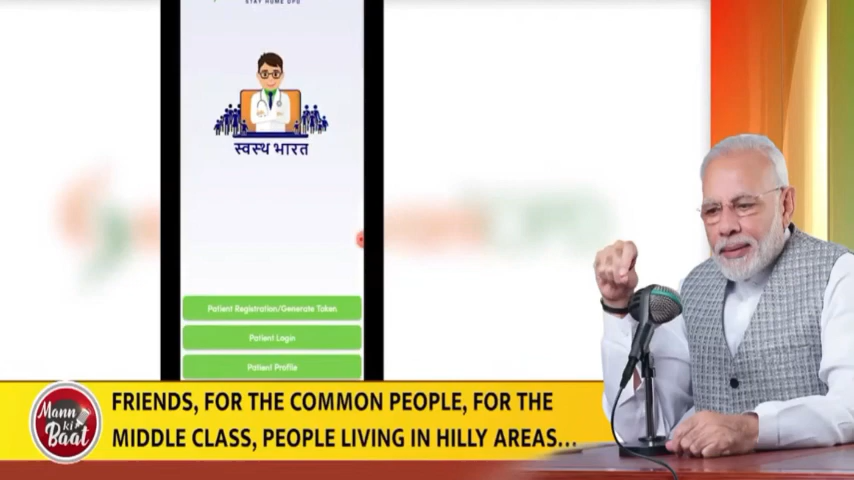 STAY HOME OPD
स्वस्थ भारत
Patient Registration/Generate Token
Patient Login
Patient Profile
Mann
ki
Baat
FRIENDS, FOR THE COMMON PEOPLE, FOR THE
MIDDLE CLASS, PEOPLE LIVING IN HILLY AREAS...